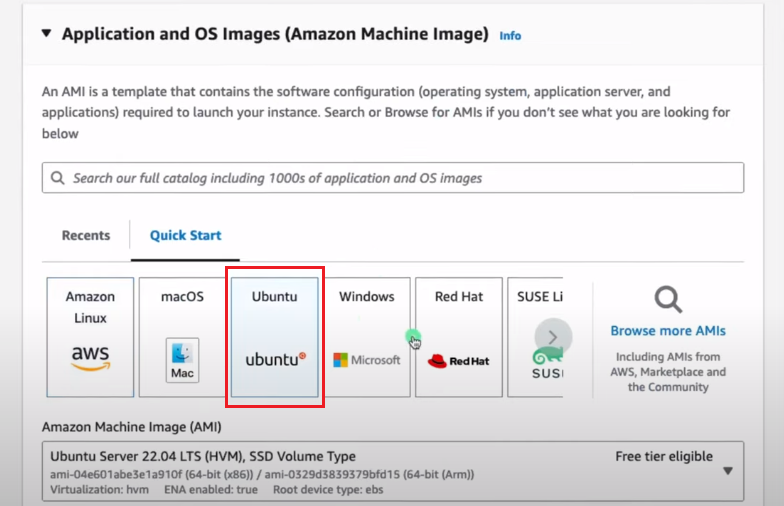 Application and OS Images (Amazon Machine Image) Info
An AMI is a template that contains the software configuration (operating system, application server, and
applications) required to launch your instance. Search or Browse for AMIs if you don't see what you are looking for
below
Search our full catalog including 1000s of application and OS images
Recents
Quick Start
Amazon
Linux
aws
macOS
Mac
Ubuntu
ubuntu
Windows
Microsoft
Red Hat
Red Hat
SUSE Li
SUS
Browse more AMIs
Including AMIs from
AWS, Marketplace and
the Community
Amazon Machine Image (AMI)
Ubuntu Server 22.04 LTS (HVM), SSD Volume Type
Free tier eligible
ami-04e601abe3e1a910f (64-bit (x86)) / ami-0329d3839379bfd15 (64-bit (Arm))
Virtualization: hvm ENA enabled: true Root device type: ebs